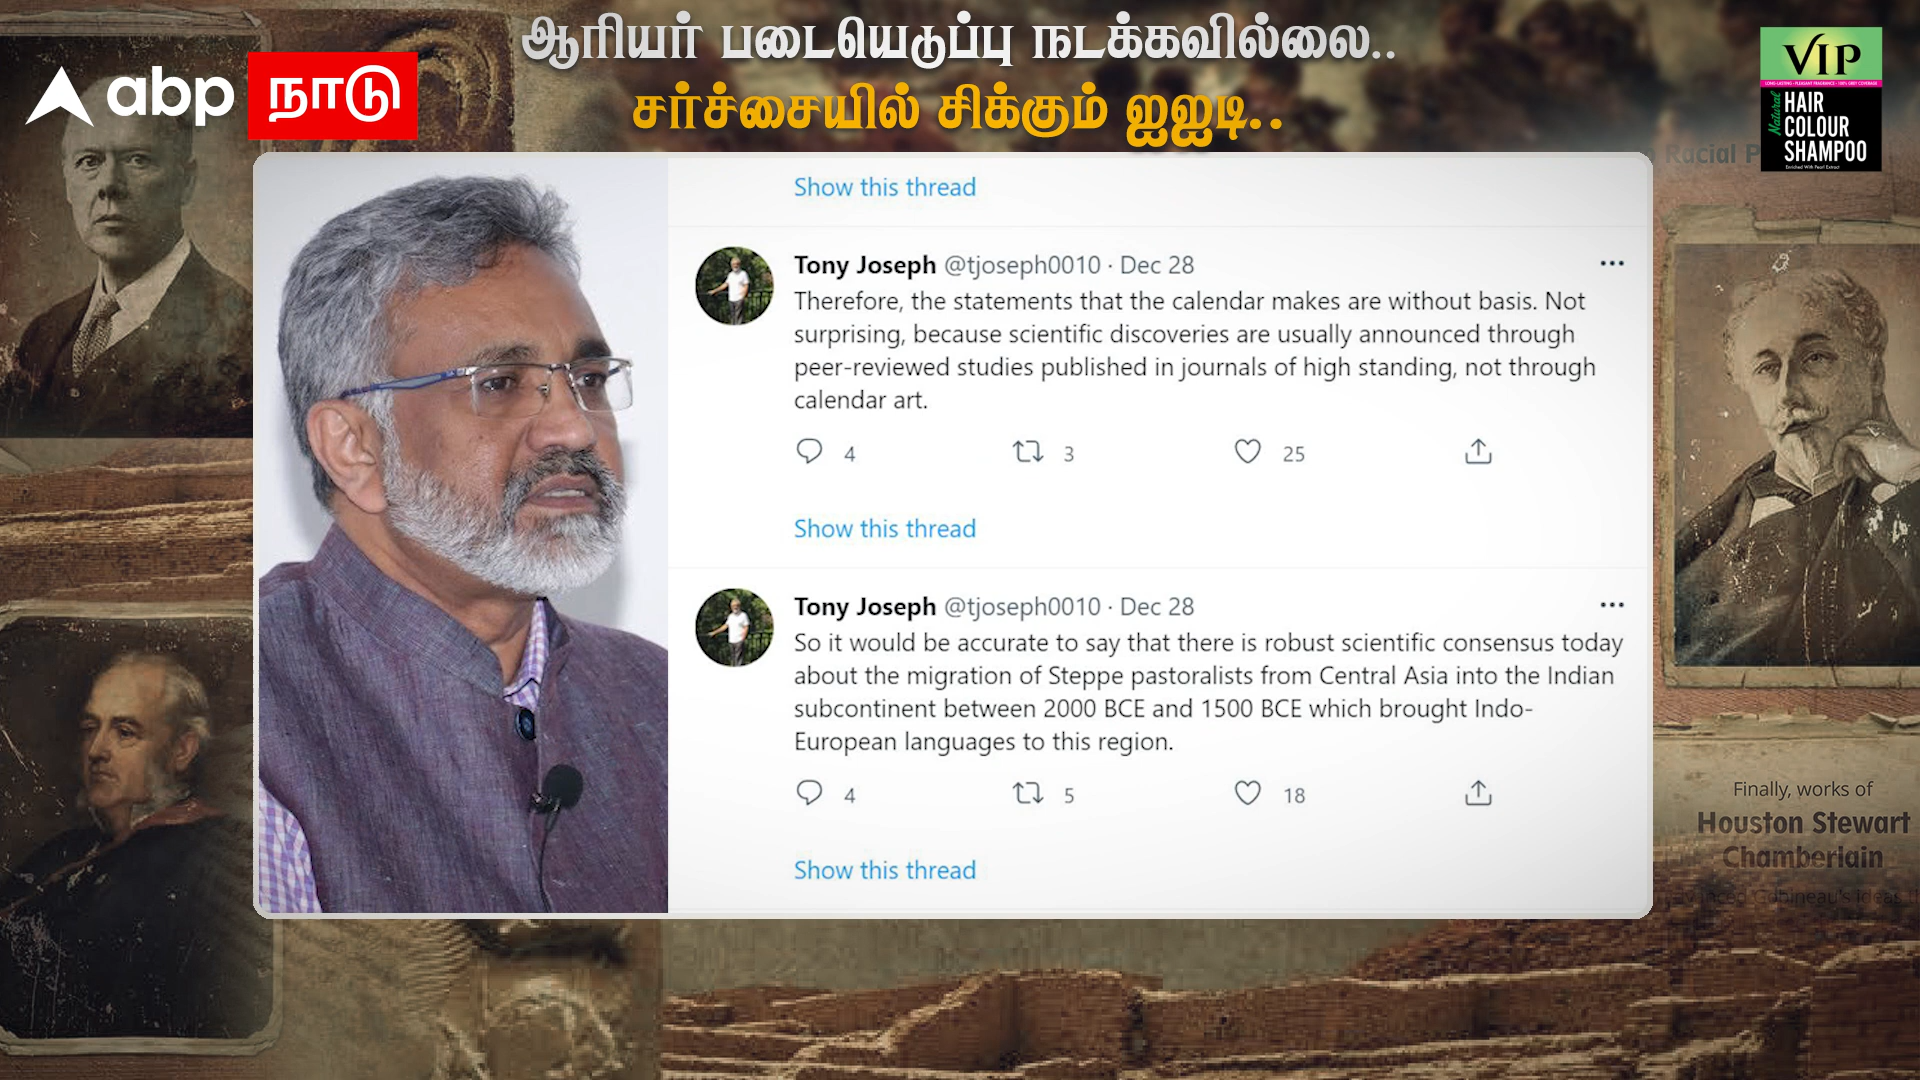 ஆரியர் படையெடுப்பு நடக்கவில்லை..
சர்ச்சையில் சிக்கும் ஐஐடி..
abp நாடு
VIP
Natural
HAIR
COLOUR
SHAMPOO
Racial P
Show this thread
Tony Joseph @tjoseph0010 · Dec 28
Therefore, the statements that the calendar makes are without basis. Not
surprising, because scientific discoveries are usually announced through
peer-reviewed studies published in journals of high standing, not through
calendar art.
4 3 25
Show this thread
Tony Joseph @tjoseph0010 · Dec 28
So it would be accurate to say that there is robust scientific consensus today
about the migration of Steppe pastoralists from Central Asia into the Indian
subcontinent between 2000 BCE and 1500 BCE which brought Indo-
European languages to this region.
4 5 18
Show this thread
Finally, works of
Houston Stewart
Chamberlain
Gobineau's ideas